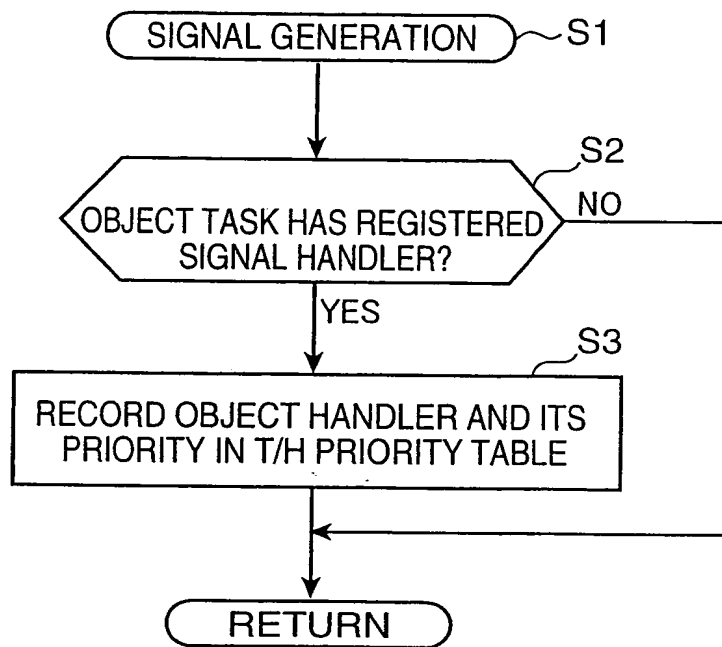 SIGNAL GENERATION
S1
S2
OBJECT TASK HAS REGISTERED
SIGNAL HANDLER?
NO
YES
S3
RECORD OBJECT HANDLER AND ITS
PRIORITY IN T/H PRIORITY TABLE
RETURN